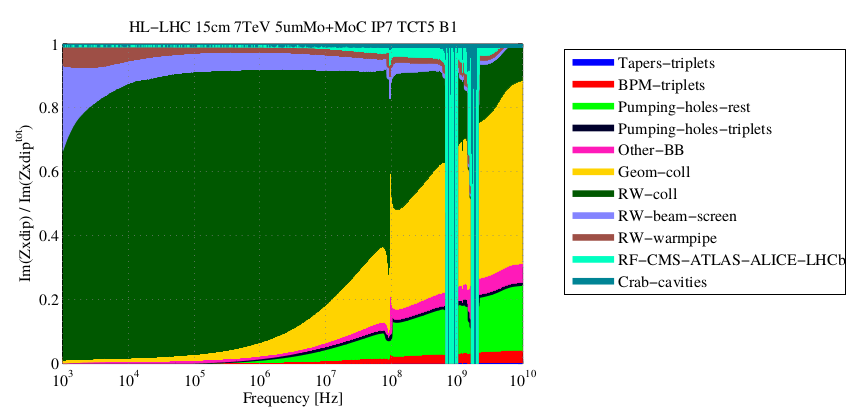 HL−LHC 15cm 7TeV 5umMo+MoC IP7 TCT5 B1
Im(Zxdip) / Im(Zxdip^tot)
1
0.8
0.6
0.4
0.2
0
10^3 10^4 10^5 10^6 10^7 10^8 10^9 10^10
Frequency [Hz]
Tapers−triplets
BPM−triplets
Pumping−holes−rest
Pumping−holes−triplets
Other−BB
Geom−coll
RW−coll
RW−beam−screen
RW−warmpipe
RF−CMS−ATLAS−ALICE−LHCb
Crab−cavities